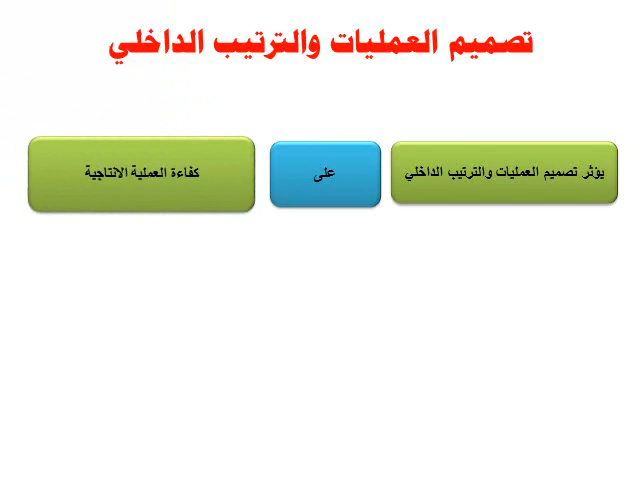 تصميم العمليات والترتيب الداخلي
يؤثر تصميم العمليات والترتيب الداخلي
على
كفاءة العملية الانتاجية